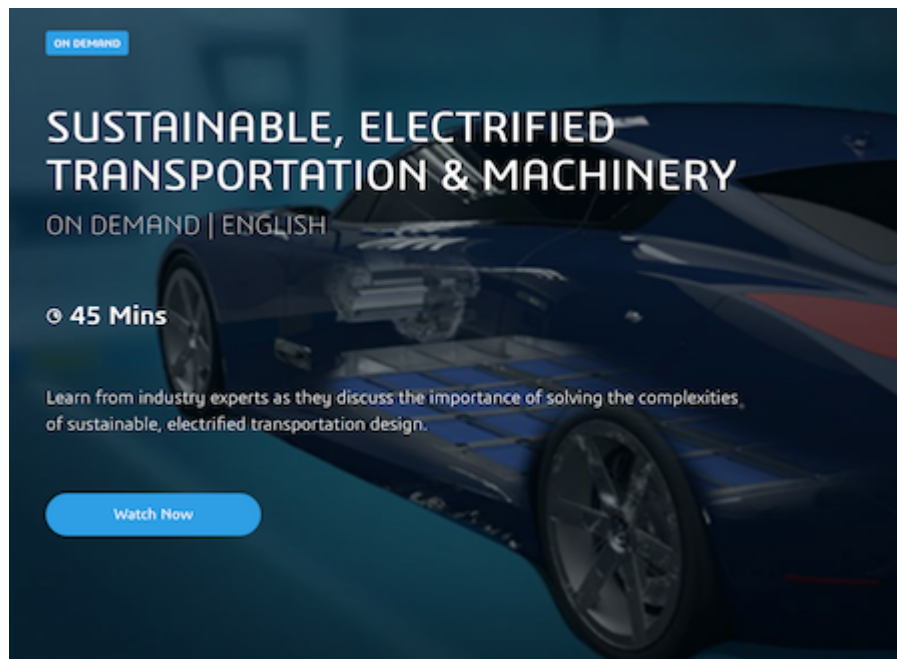 ON DEMAND
SUSTAINABLE, ELECTRIFIED
TRANSPORTATION & MACHINERY
ON DEMAND | ENGLISH
45 Mins
Learn from industry experts as they discuss the importance of solving the complexities
of sustainable, electrified transportation design.
Watch Now